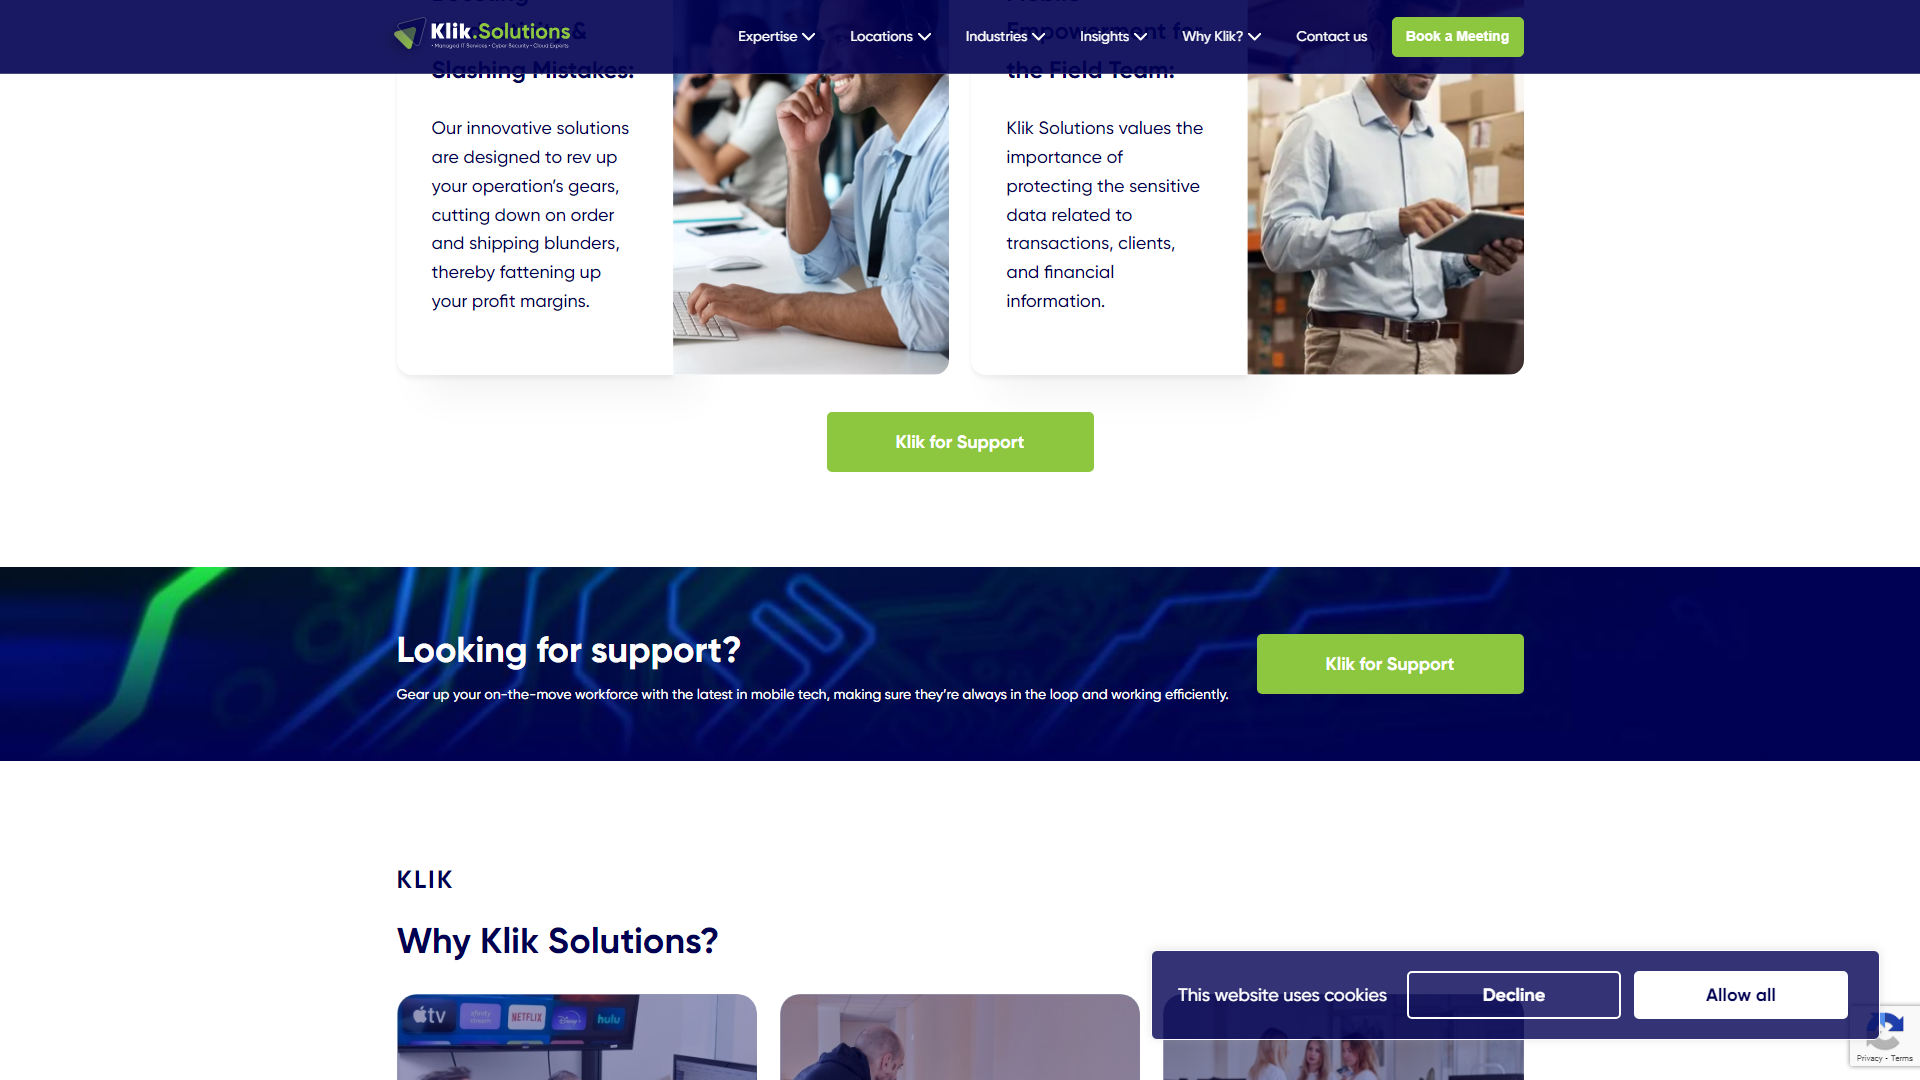 Klik.Solutions
• Managed IT Services • Cyber Security • Cloud Experts
Expertise
Locations
Industries
Insights
Why Klik?
Contact us
Book a Meeting
&
Slashing Mistakes:
Our innovative solutions
are designed to rev up
your operation’s gears,
cutting down on order
and shipping blunders,
thereby fattening up
your profit margins.
Empowerment for
the Field Team:
Klik Solutions values the
importance of
protecting the sensitive
data related to
transactions, clients,
and financial
information.
Klik for Support
Looking for support?
Gear up your on-the-move workforce with the latest in mobile tech, making sure they’re always in the loop and working efficiently.
Klik for Support
KLIK
Why Klik Solutions?
tv
xfinity stream
NETFLIX
Disney+
hulu
This website uses cookies
Decline
Allow all
Privacy - Terms